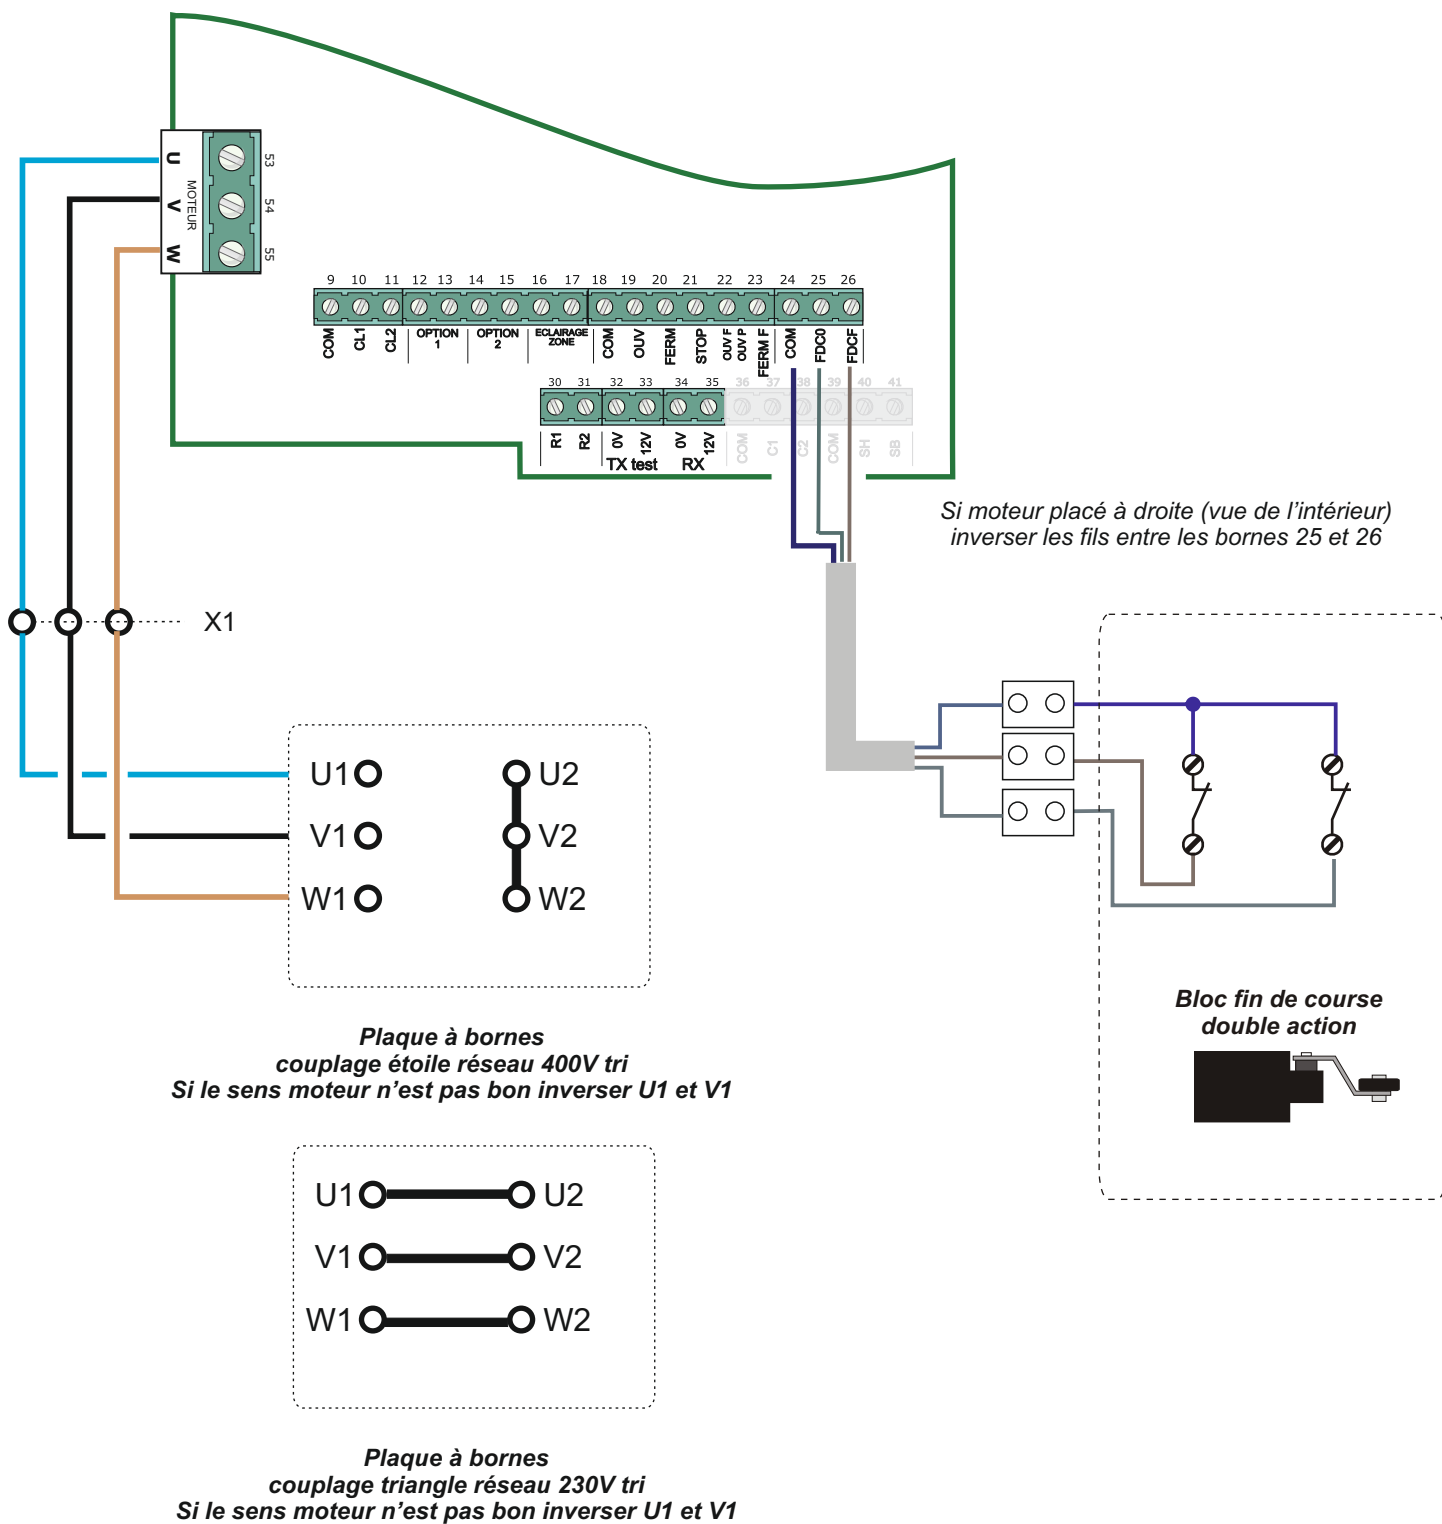 U
V
W
MOTEUR
53
54
55
9 10 11 12 13 14 15 16 17 18 19 20 21 22 23 24 25 26
COM
CL1
CL2
OPTION
1
OPTION
2
ECLAIRAGE
ZONE
COM
OUV
FERM
STOP
OUV F
OUV P
FERM F
COM
FDC0
FDCF
30 31 32 33 34 35 36 37 38 39 40 41
R1
R2
0V
12V
TX test
0V
12V
RX
COM
C1
C2
COM
SH
SB
Si moteur placé à droite (vue de l'intérieur)
inverser les fils entre les bornes 25 et 26
X1
U1 U2
V1 V2
W1 W2
Plaque à bornes
couplage étoile réseau 400V tri
Si le sens moteur n'est pas bon inverser U1 et V1
Bloc fin de course
double action
U1 U2
V1 V2
W1 W2
Plaque à bornes
couplage triangle réseau 230V tri
Si le sens moteur n'est pas bon inverser U1 et V1